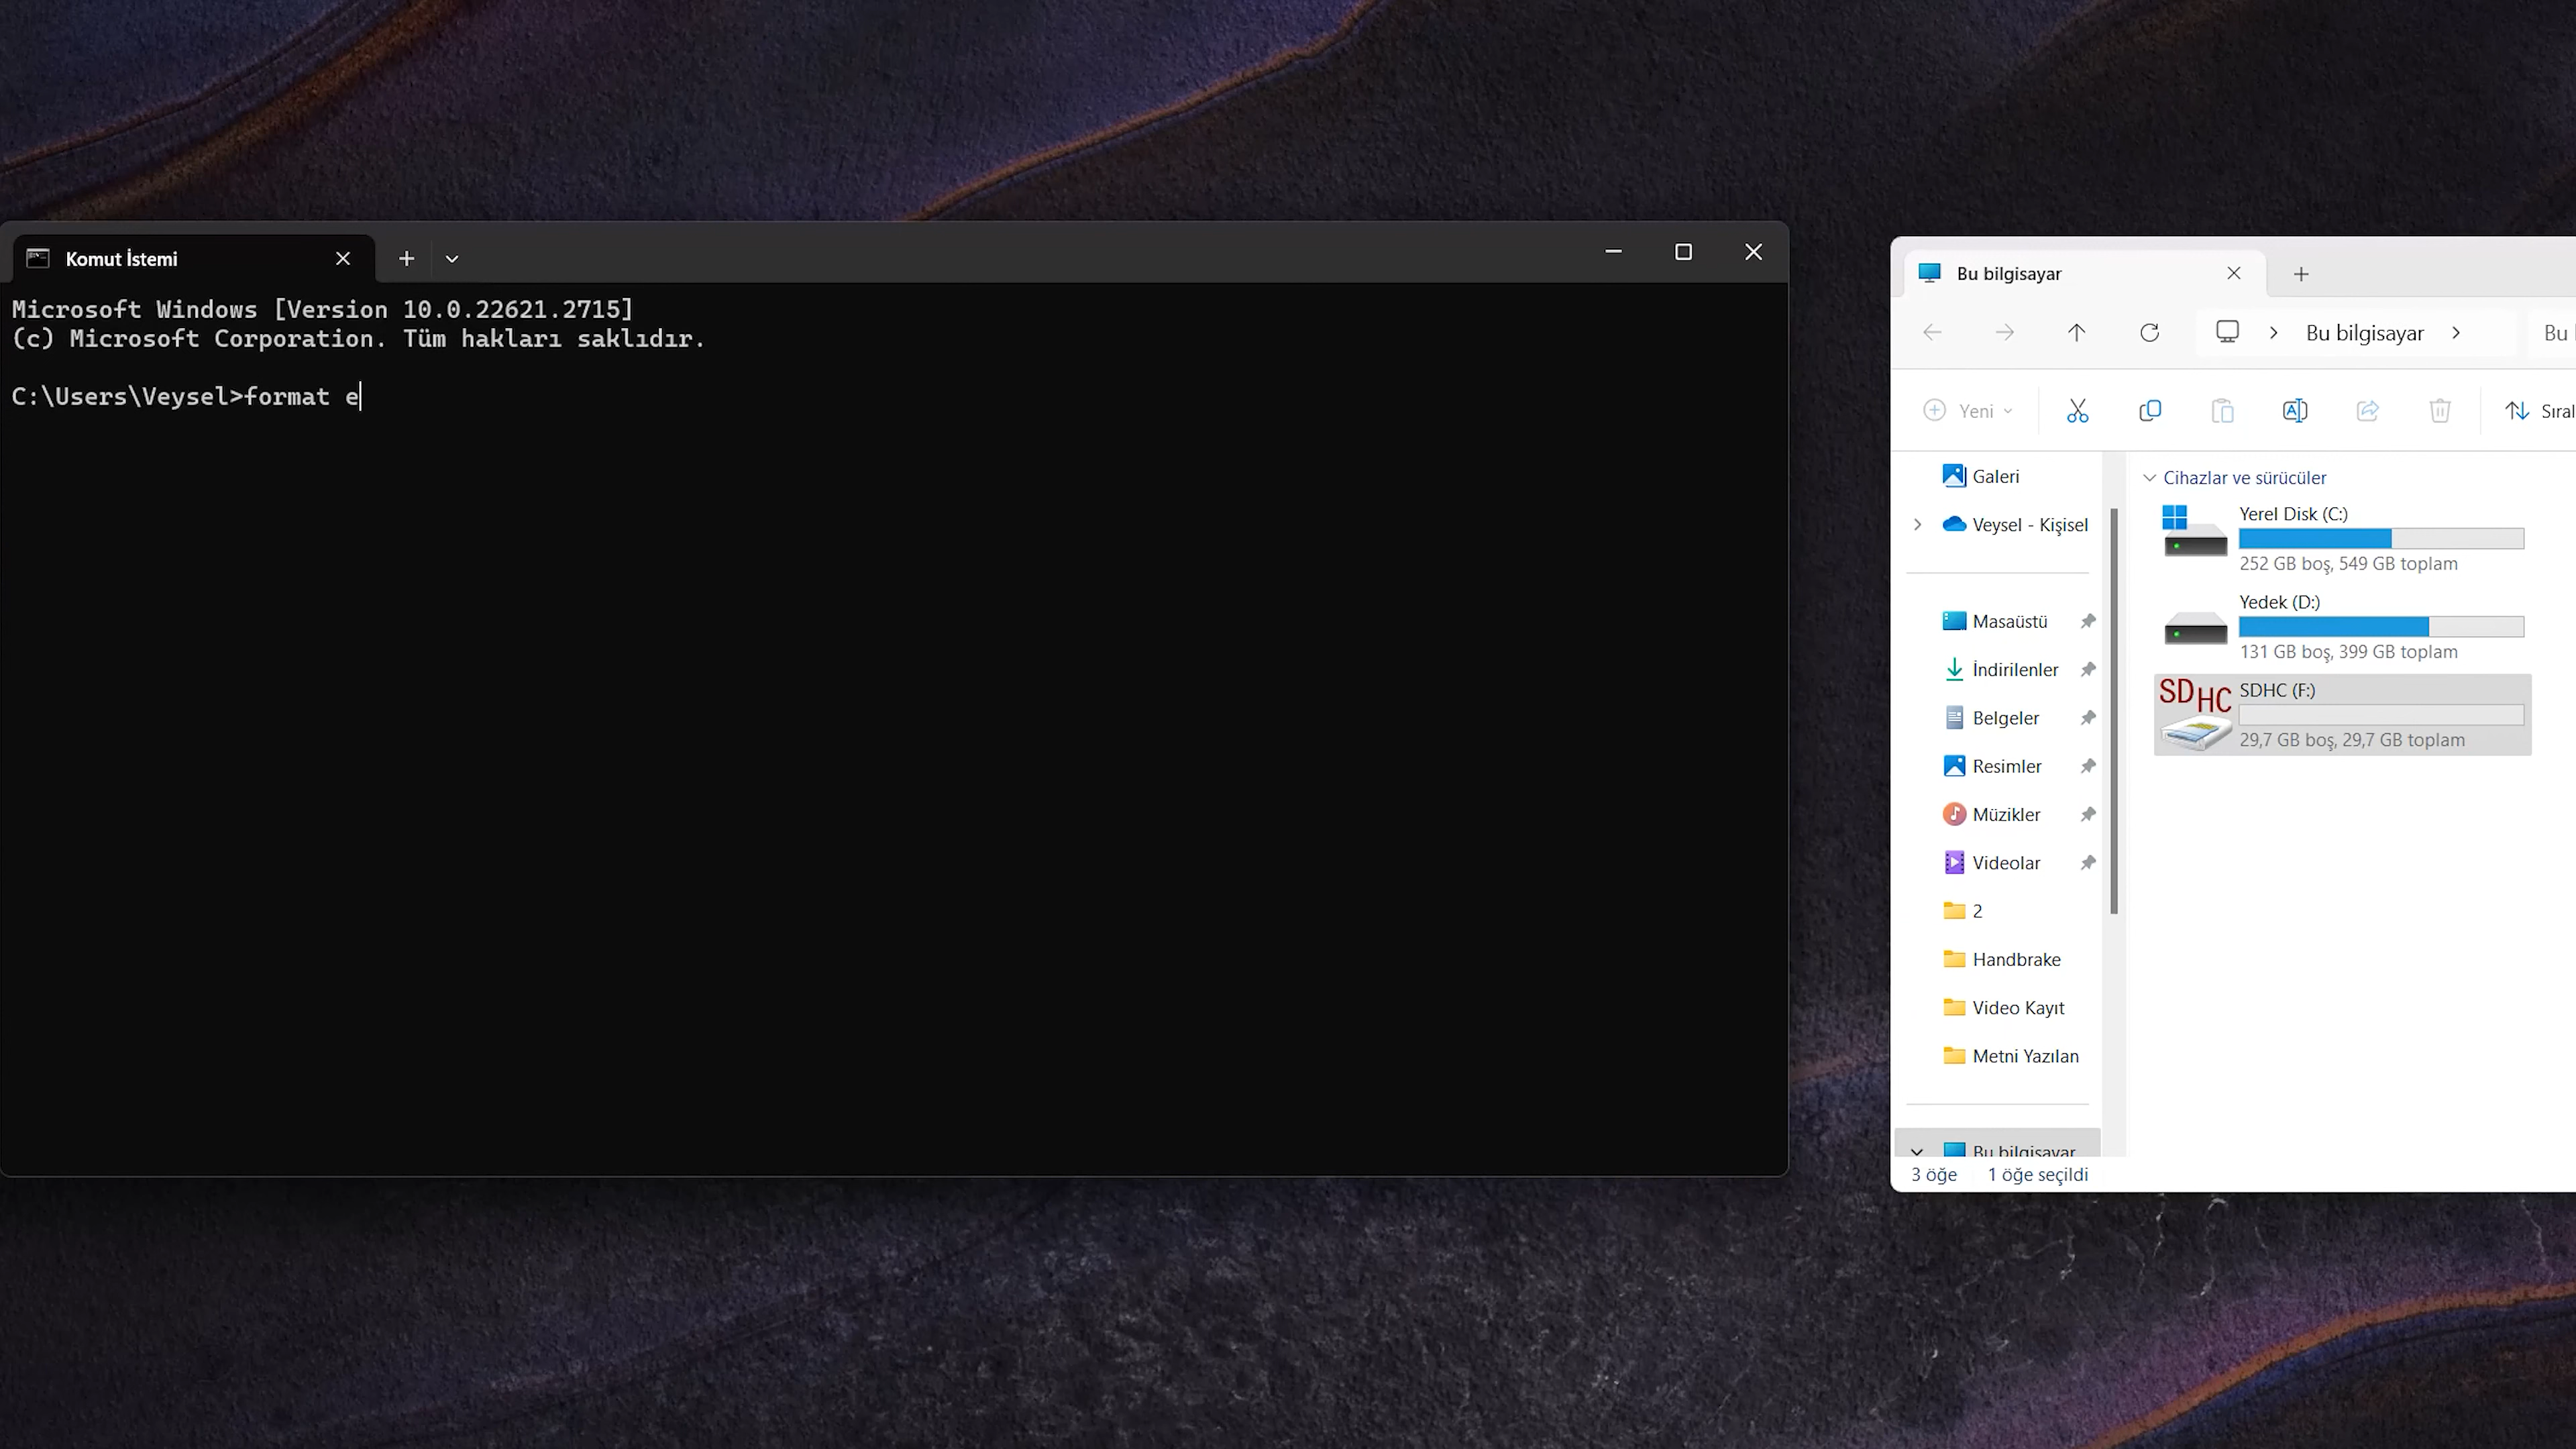 Komut İstemi
Microsoft Windows [Version 10.0.22621.2715]
(c) Microsoft Corporation. Tüm hakları saklıdır.
C:\Users\Veysel>format e
Bu bilgisayar
Bu bilgisayar
Bu
Yeni
Sıral
Galeri
Veysel - Kişisel
Masaüstü
İndirilenler
Belgeler
Resimler
Müzikler
Videolar
2
Handbrake
Video Kayıt
Metni Yazılan
Bu bilgisayar
Cihazlar ve sürücüler
Yerel Disk (C:)
252 GB boş, 549 GB toplam
Yedek (D:)
131 GB boş, 399 GB toplam
SDHC
SDHC (F:)
29,7 GB boş, 29,7 GB toplam
3 öğe 1 öğe seçildi